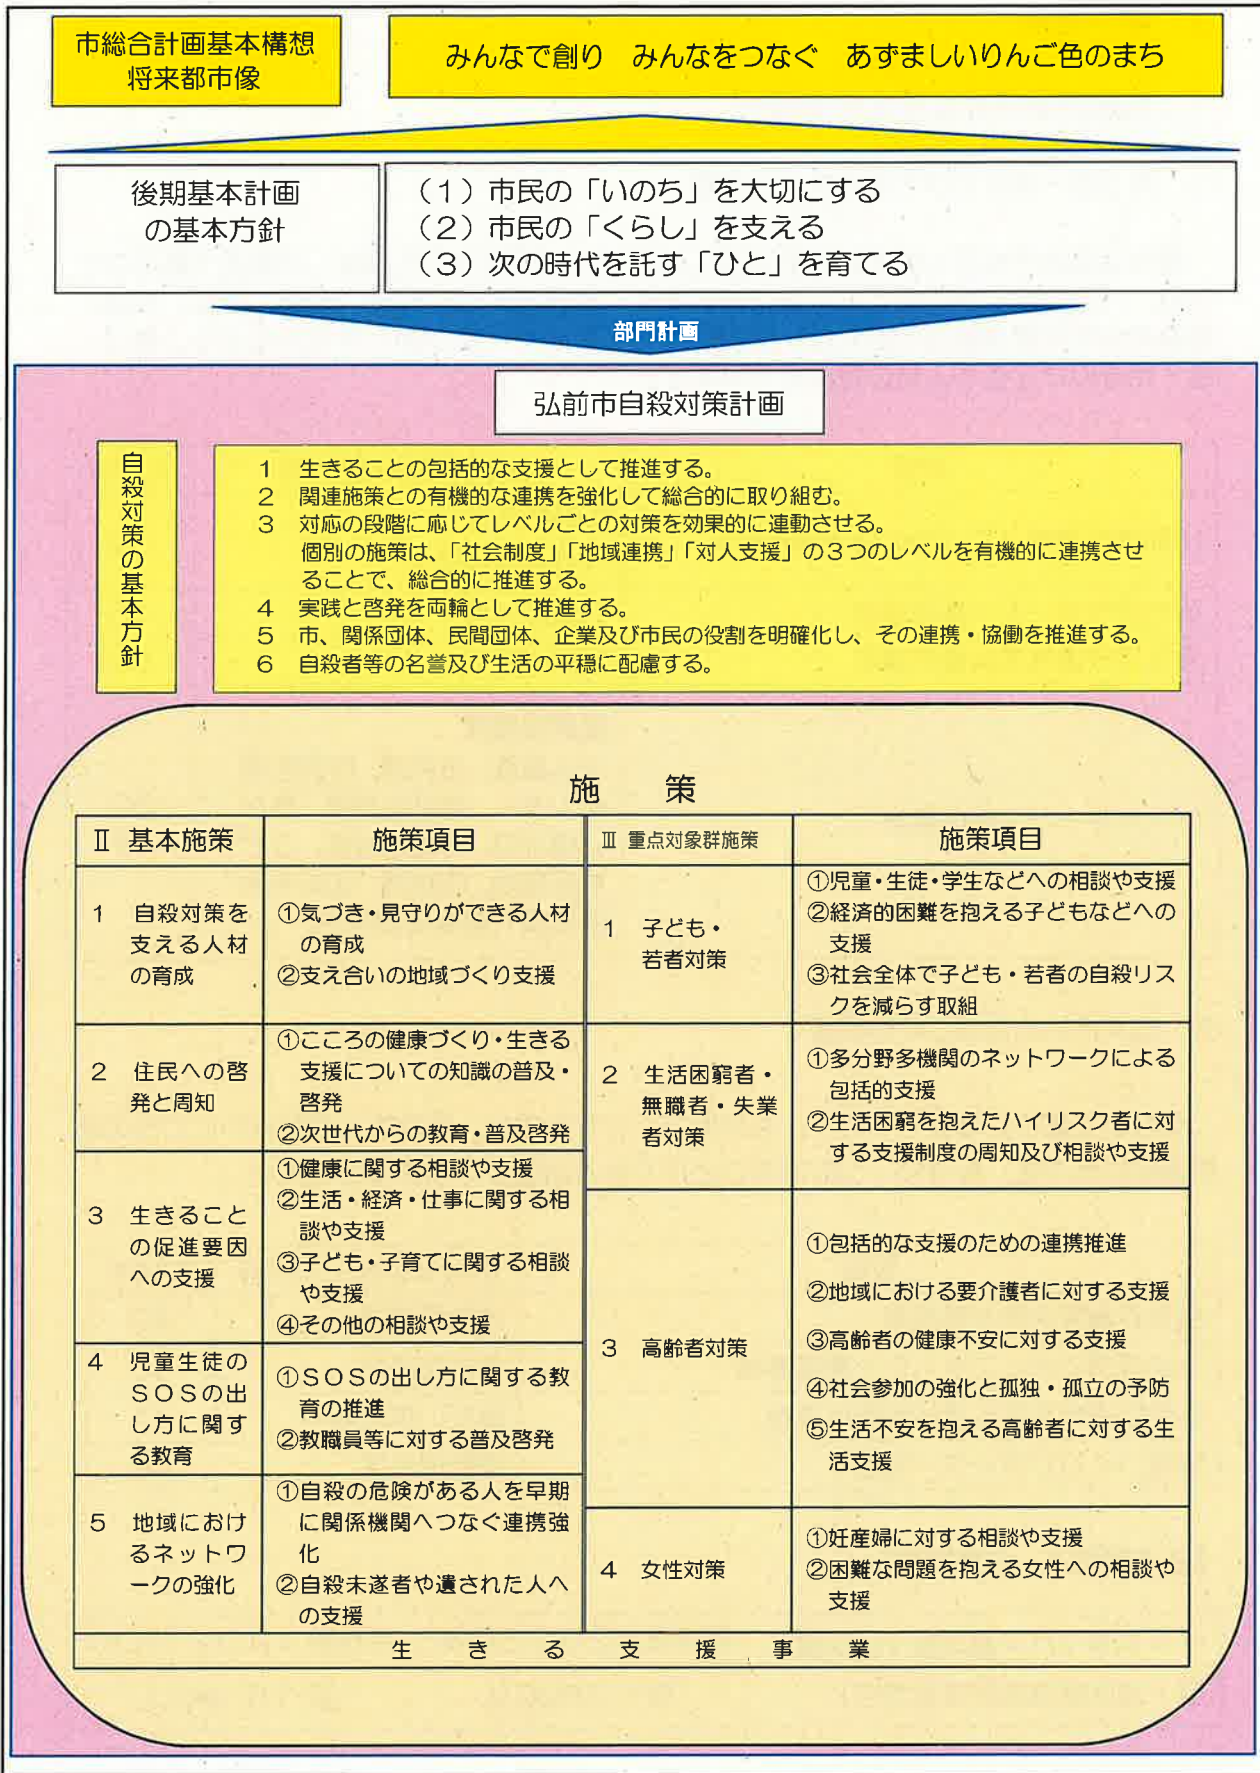 市総合計画基本構想
将来都市像
みんなで創り　みんなをつなぐ　あずましいりんご色のまち
後期基本計画
の基本方針
（１）市民の「いのち」を大切にする
（２）市民の「くらし」を支える
（３）次の時代を託す「ひと」を育てる
部門計画
弘前市自殺対策計画
自殺対策の基本方針
１　生きることの包括的な支援として推進する。
２　関連施策との有機的な連携を強化して総合的に取り組む。
３　対応の段階に応じてレベルごとの対策を効果的に連動させる。
個別の施策は、「社会制度」「地域連携」「対人支援」の３つのレベルを有機的に連携させ
ることで、総合的に推進する。
４　実践と啓発を両輪として推進する。
５　市、関係団体、民間団体、企業及び市民の役割を明確化し、その連携・協働を推進する。
６　自殺者等の名誉及び生活の平穏に配慮する。
施　策
Ⅱ　基本施策
施策項目
１　自殺対策を
支える人材
の育成
①気づき・見守りができる人材
の育成
②支え合いの地域づくり支援
２　住民への啓
発と周知
①こころの健康づくり・生きる
支援についての知識の普及・
啓発
②次世代からの教育・普及啓発
３　生きること
の促進要因
への支援
①健康に関する相談や支援
②生活・経済・仕事に関する相
談や支援
③子ども・子育てに関する相談
や支援
④その他の相談や支援
４　児童生徒の
ＳＯＳの出
し方に関す
る教育
①ＳＯＳの出し方に関する教
育の推進
②教職員等に対する普及啓発
５　地域におけ
るネットワ
ークの強化
①自殺の危険がある人を早期
に関係機関へつなぐ連携強
化
②自殺未遂者や遺された人へ
の支援
Ⅲ　重点対象群施策
施策項目
１　子ども・
若者対策
①児童・生徒・学生などへの相談や支援
②経済的困難を抱える子どもなどへの
支援
③社会全体で子ども・若者の自殺リス
クを減らす取組
２　生活困窮者・
無職者・失業
者対策
①多分野多機関のネットワークによる
包括的支援
②生活困窮を抱えたハイリスク者に対
する支援制度の周知及び相談や支援
３　高齢者対策
①包括的な支援のための連携推進
②地域における要介護者に対する支援
③高齢者の健康不安に対する支援
④社会参加の強化と孤独・孤立の予防
⑤生活不安を抱える高齢者に対する生
活支援
４　女性対策
①妊産婦に対する相談や支援
②困難な問題を抱える女性への相談や
支援
生　き　る　支　援　事　業